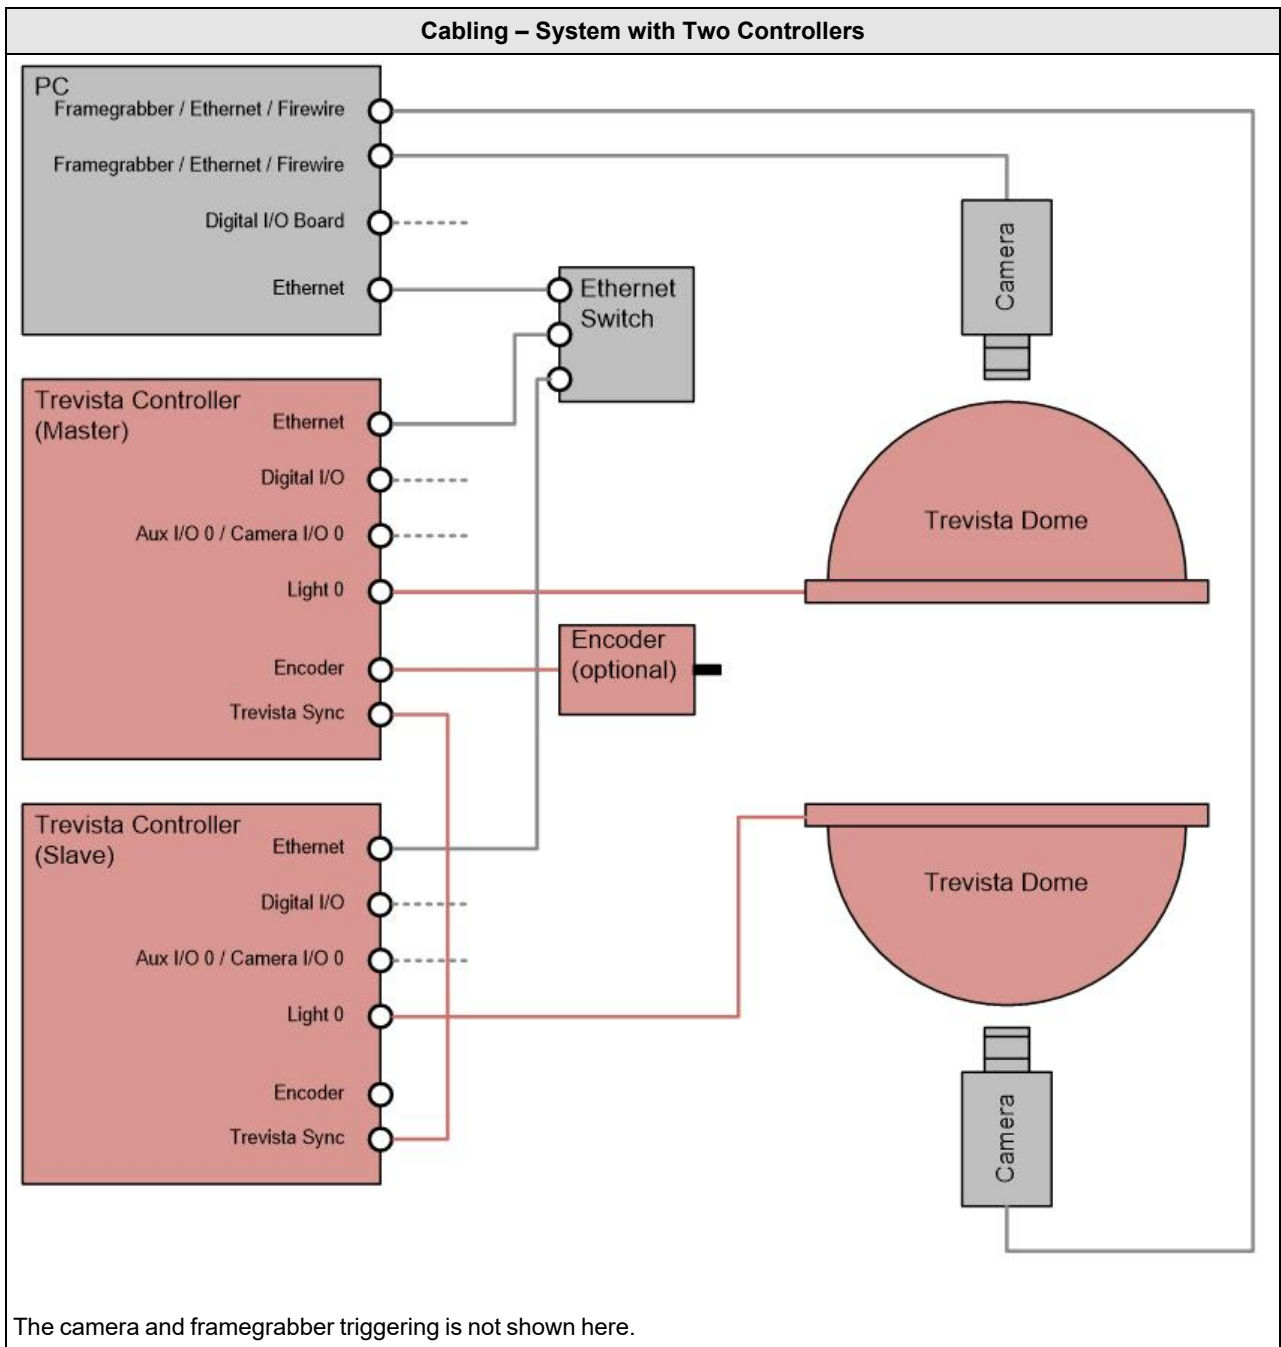 Cabling – System with Two Controllers
PC
Framegrabber / Ethernet / Firewire
Framegrabber / Ethernet / Firewire
Digital I/O Board
Ethernet
Ethernet
Switch
Camera
Trevista Controller
(Master)
Ethernet
Digital I/O
Aux I/O 0 / Camera I/O 0
Light 0
Encoder
Trevista Sync
Trevista Dome
Encoder
(optional)
Trevista Controller
(Slave)
Ethernet
Digital I/O
Aux I/O 0 / Camera I/O 0
Light 0
Encoder
Trevista Sync
Trevista Dome
Camera
The camera and framegrabber triggering is not shown here.